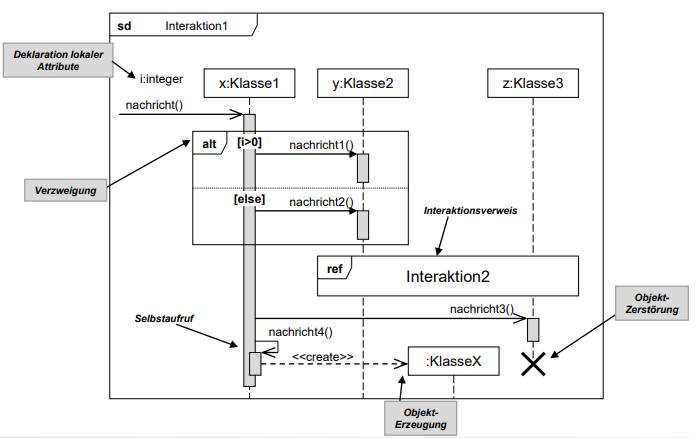 sd Interaktion1
Deklaration lokaler
Attribute
i:integer
x:Klasse1 y:Klasse2 z:Klasse3
nachricht()
alt [i>0] nachricht1()
Verzweigung
[else] nachricht2()
Interaktionsverweis
ref Interaktion2
Objekt-
Zerstörung
nachricht3()
Selbstaufruf
nachricht4()
<<create>> :KlasseX
Objekt-
Erzeugung